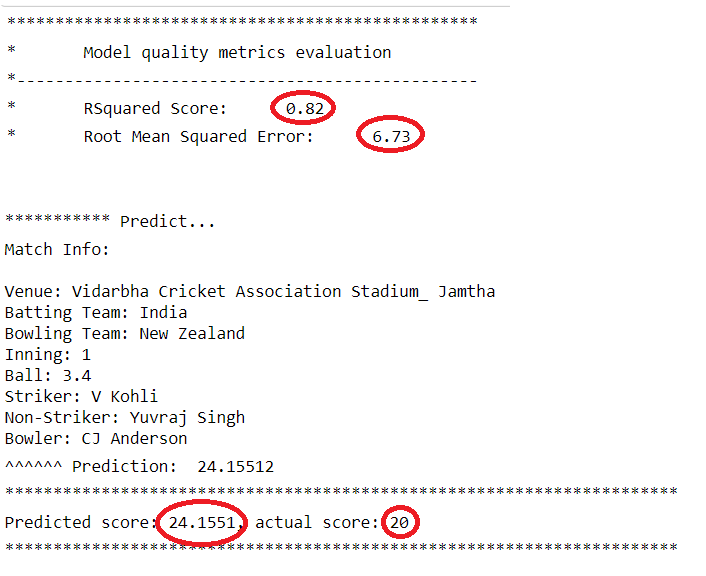 *************************************************
* Model quality metrics evaluation
*------------------------------------------------
* RSquared Score: 0.82
* Root Mean Squared Error: 6.73
*********** Predict...
Match Info:
Venue: Vidarbha Cricket Association Stadium_ Jamtha
Batting Team: India
Bowling Team: New Zealand
Inning: 1
Ball: 3.4
Striker: V Kohli
Non-Striker: Yuvraj Singh
Bowler: CJ Anderson
^^^^^^ Prediction: 24.15512
**********************************************************************
Predicted score: 24.1551, actual score: 20
**********************************************************************